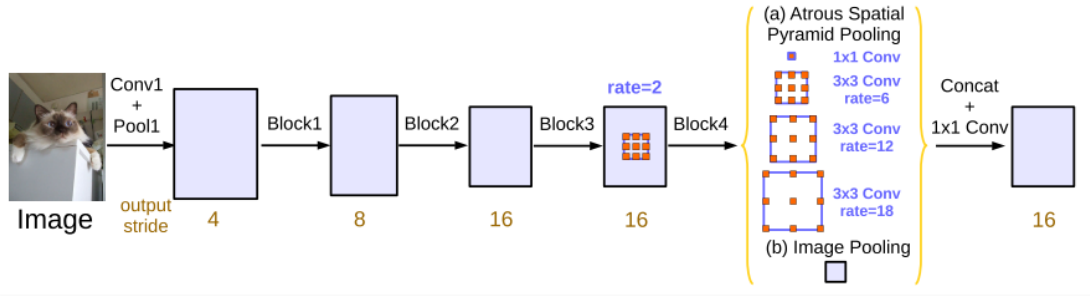 (a) Atrous Spatial
Pyramid Pooling
1x1 Conv
3x3 Conv
rate=6
3x3 Conv
rate=12
3x3 Conv
rate=18
(b) Image Pooling
Conv1
+
Pool1
Block1
Block2
Block3
rate=2
Block4
Concat
+
1x1 Conv
Image
output
stride
4
8
16
16
16